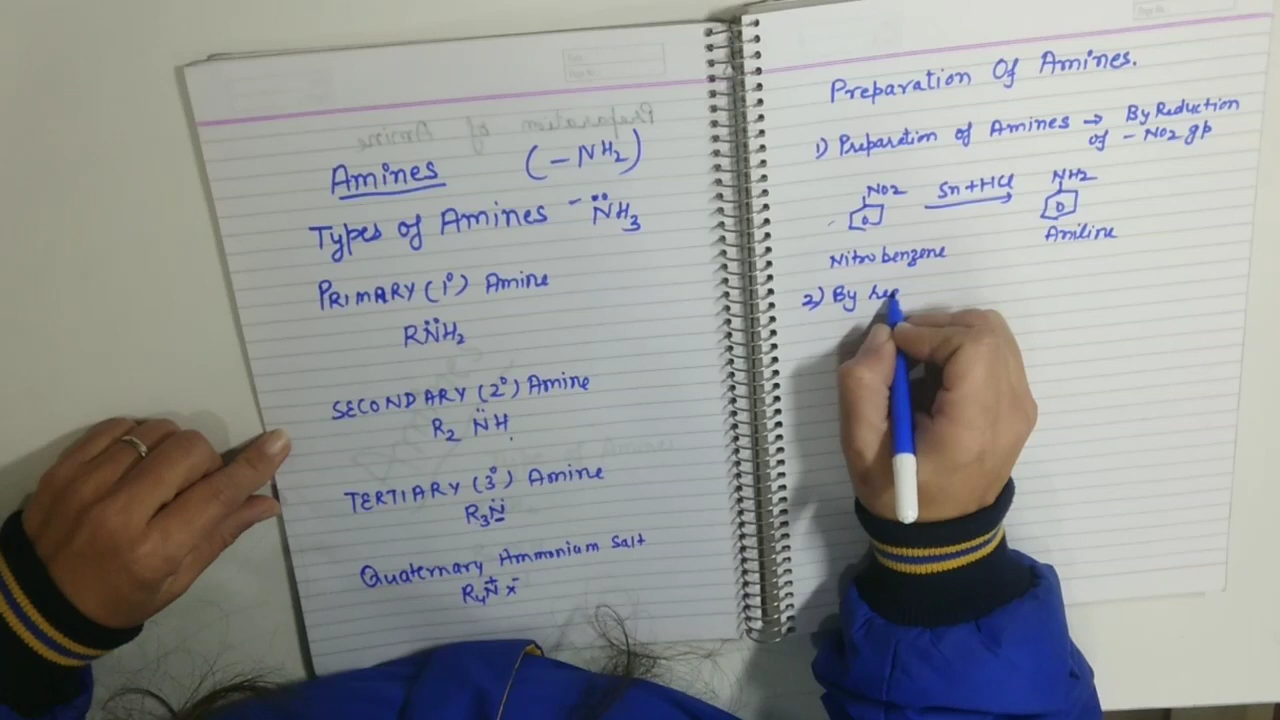 Amines (-NH2)
Types of Amines - N̈H3
PRIMARY (1°) Amine
RN̈H2
SECONDARY (2°) Amine
R2 N̈H
TERTIARY (3°) Amine
R3N̈
Quaternary Ammonium Salt
R4N+ X-
Preparation Of Amines.
1) Preparation of Amines → By Reduction
of - NO2 gp
NO2 Sn+HCl NH2
Aniline
Nitrobenzene
2) By